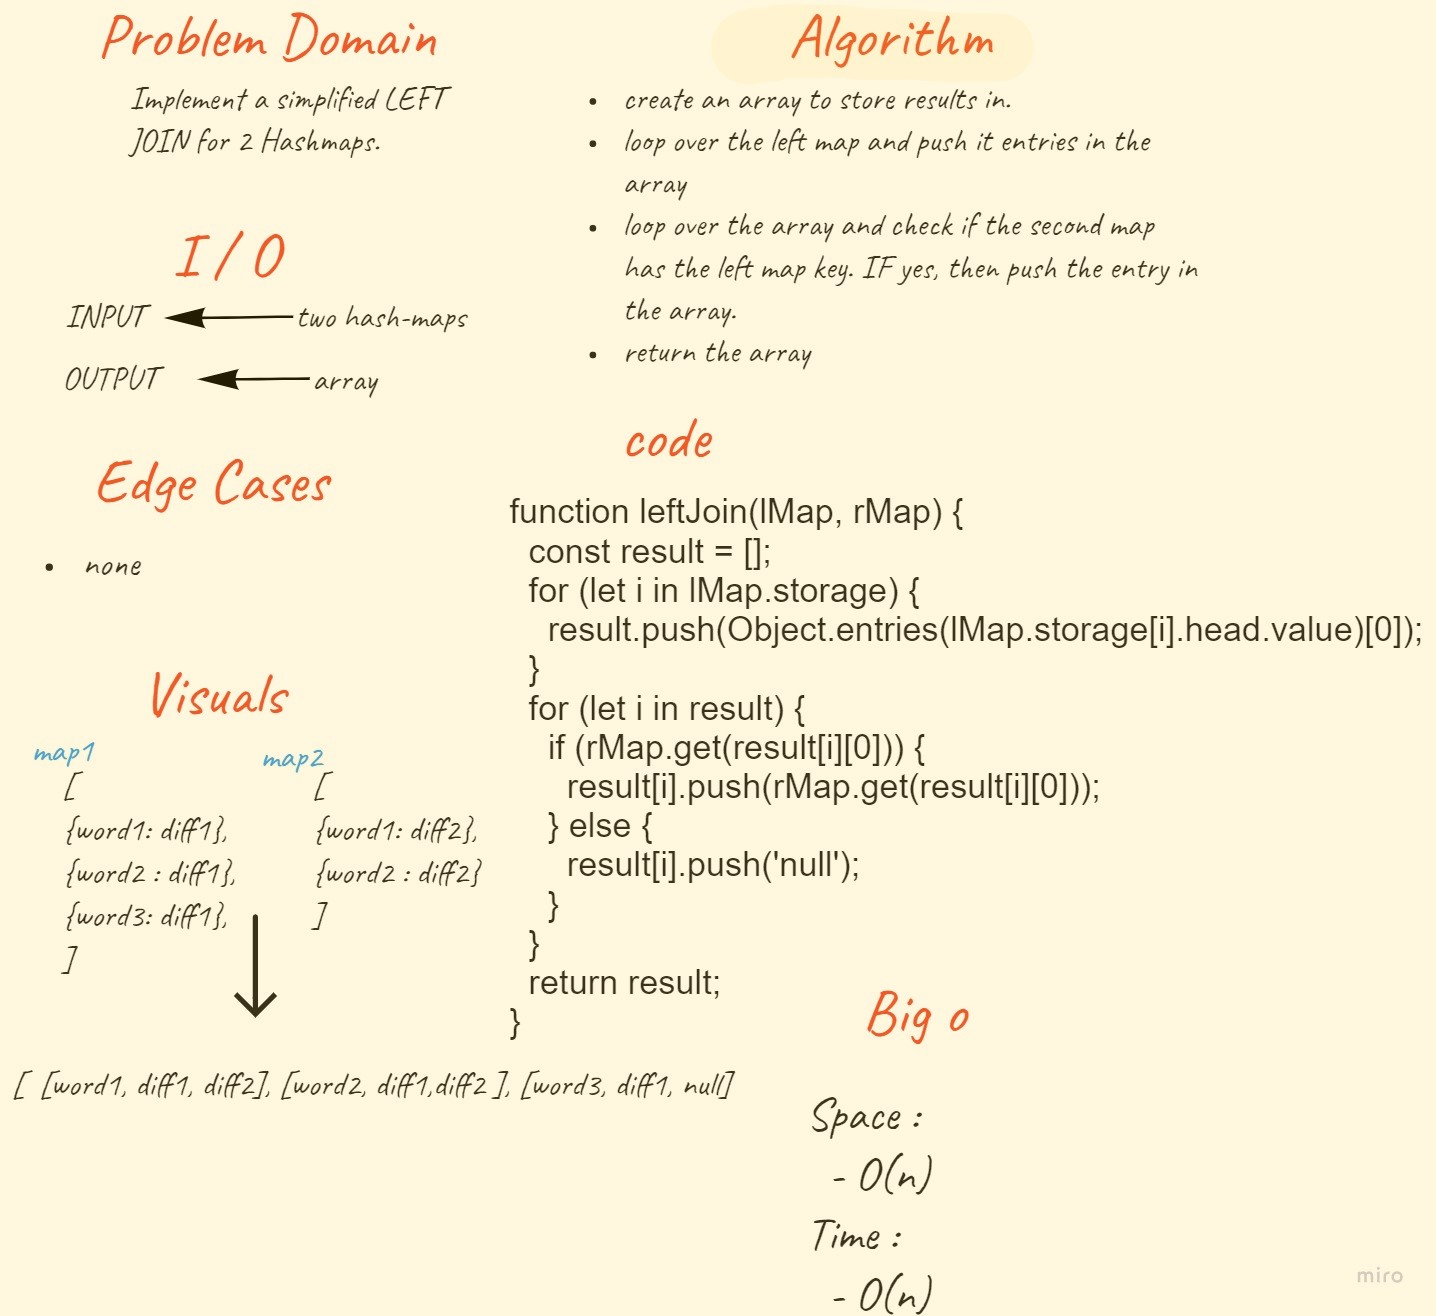 Problem Domain
Implement a simplified LEFT
JOIN for 2 Hashmaps.
I / O
INPUT two hash-maps
OUTPUT array
Edge Cases
• none
Visuals
map1
[
{word1: diff1},
{word2 : diff1},
{word3: diff1},
]
map2
[
{word1: diff2},
{word2 : diff2}
]
[ [word1, diff1, diff2], [word2, diff1,diff2 ], [word3, diff1, null]
Algorithm
• create an array to store results in.
• loop over the left map and push it entries in the
array
• loop over the array and check if the second map
has the left map key. IF yes, then push the entry in
the array.
• return the array
code
function leftJoin(lMap, rMap) {
  const result = [];
  for (let i in lMap.storage) {
    result.push(Object.entries(lMap.storage[i].head.value)[0]);
  }
  for (let i in result) {
    if (rMap.get(result[i][0])) {
      result[i].push(rMap.get(result[i][0]));
    } else {
      result[i].push('null');
    }
  }
  return result;
}
Big o
Space :
- O(n)
Time :
- O(n)
miro